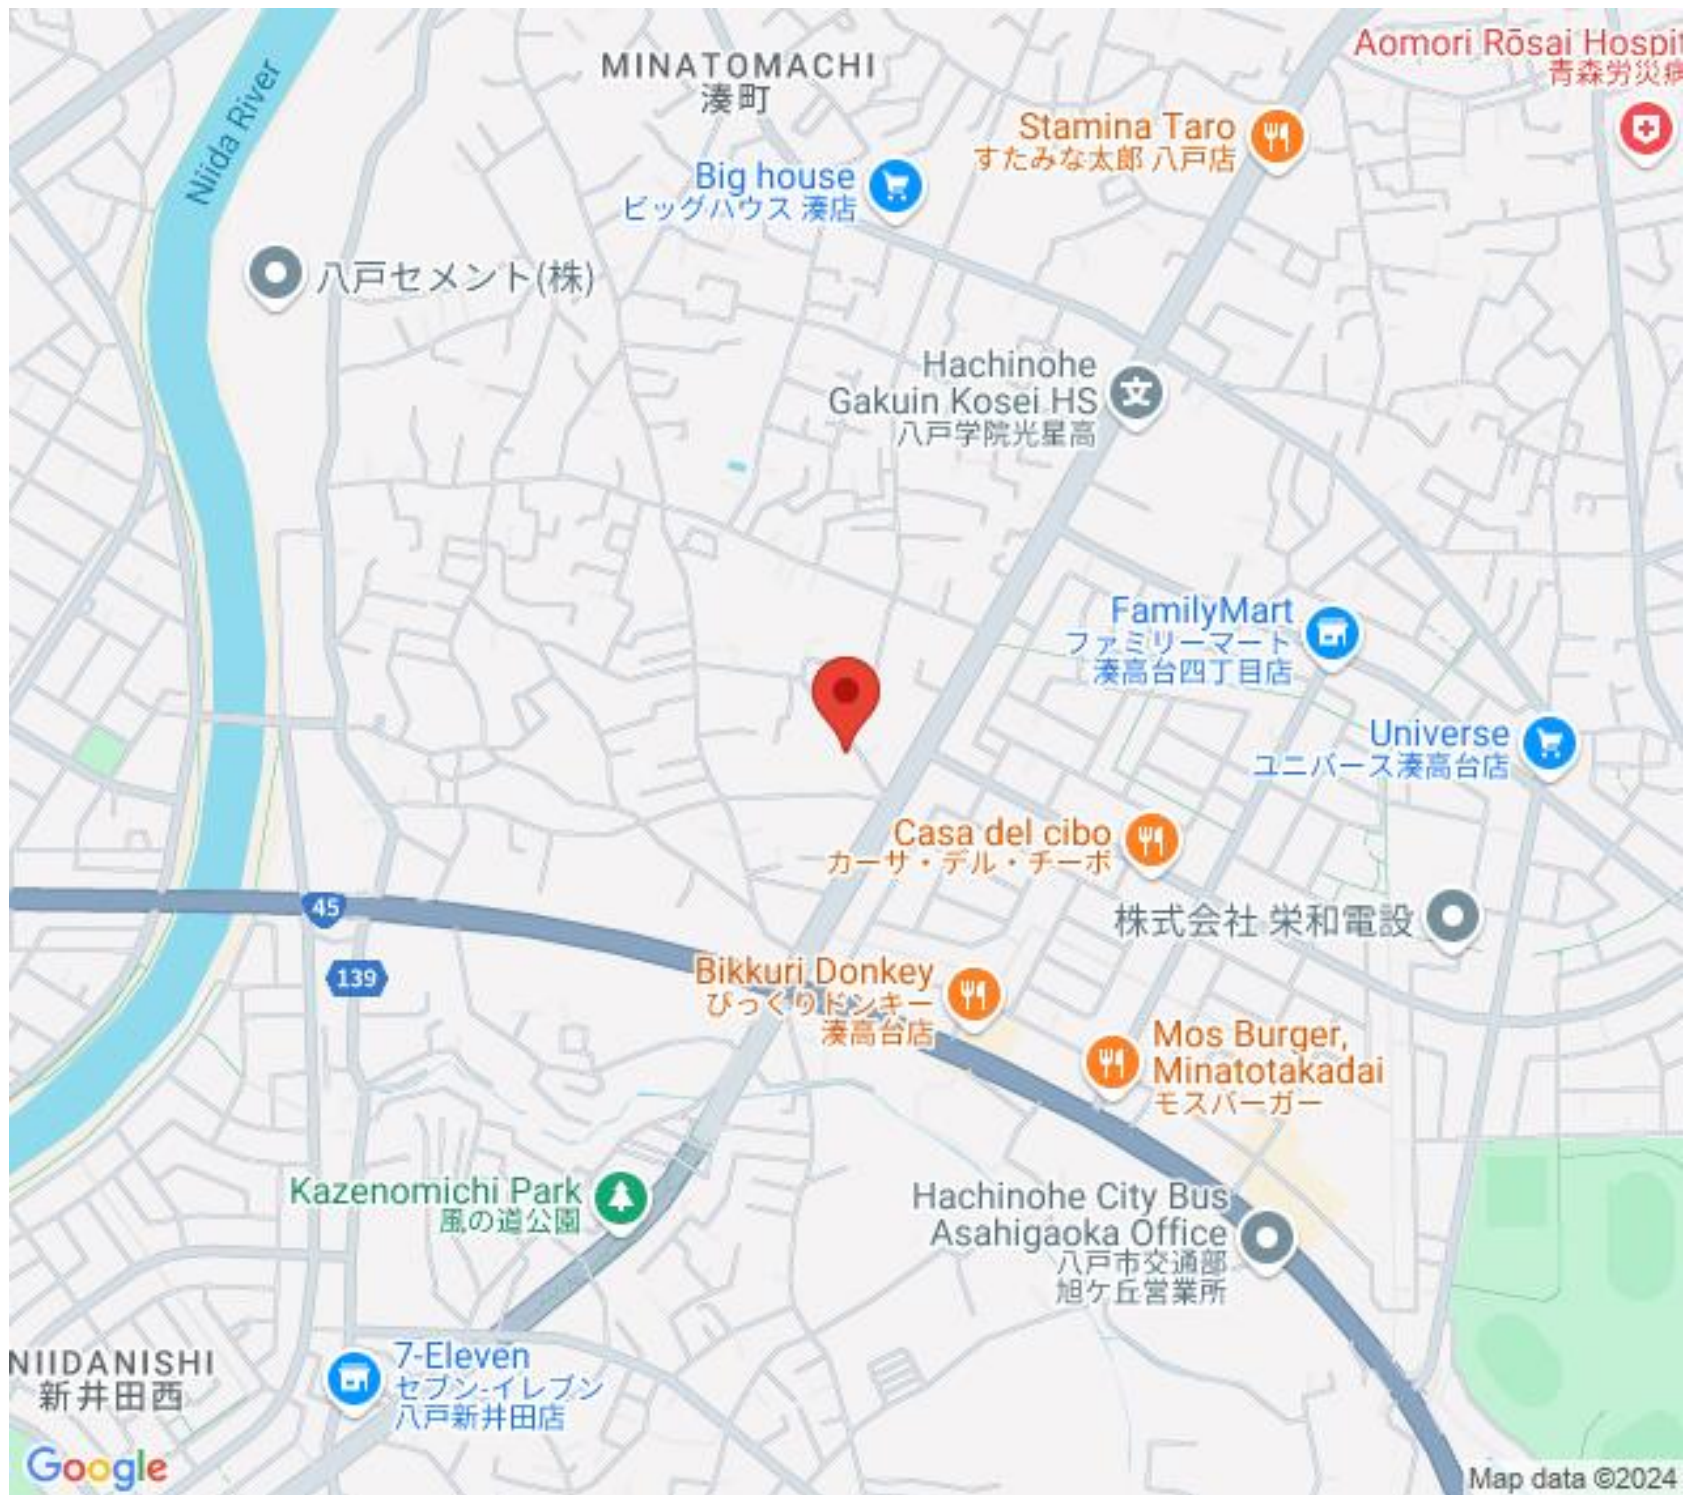 Aomori Rōsai Hospit
青森労災病
MINATOMACHI
湊町
Stamina Taro
すたみな太郎 八戸店
Niida River
Big house
ビッグハウス 湊店
八戸セメント(株)
Hachinohe
Gakuin Kosei HS
八戸学院光星高
FamilyMart
ファミリーマート
湊高台四丁目店
Universe
ユニバース湊高台店
Casa del cibo
カーサ・デル・チーボ
45
株式会社 栄和電設
139
Bikkuri Donkey
びっくりドンキー
湊高台店
Mos Burger,
Minatotakadai
モスバーガー
Kazenomichi Park
風の道公園
Hachinohe City Bus
Asahigaoka Office
八戸市交通部
旭ケ丘営業所
NIIDANISHI
新井田西
7-Eleven
セブン-イレブン
八戸新井田店
Google
Map data ©2024